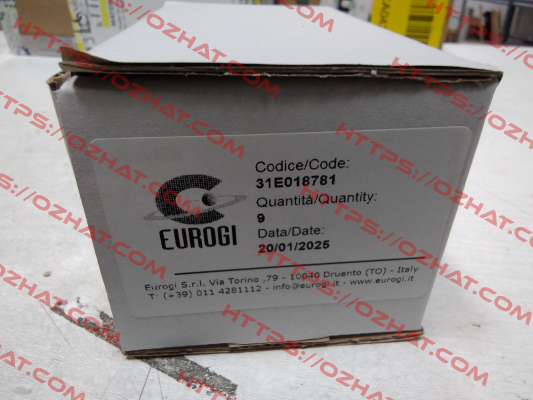 Codice/Code:
31E018781
Quantità/Quantity:
9
Data/Date:
20/01/2025
EUROGI
Eurogi S.r.l. Via Torino ,79 - 10040 Druento (TO) - Italy
T: (+39) 011 4281112 - info@eurogi.it - www.eurogi.it
HTTPS://OZHAT.COM